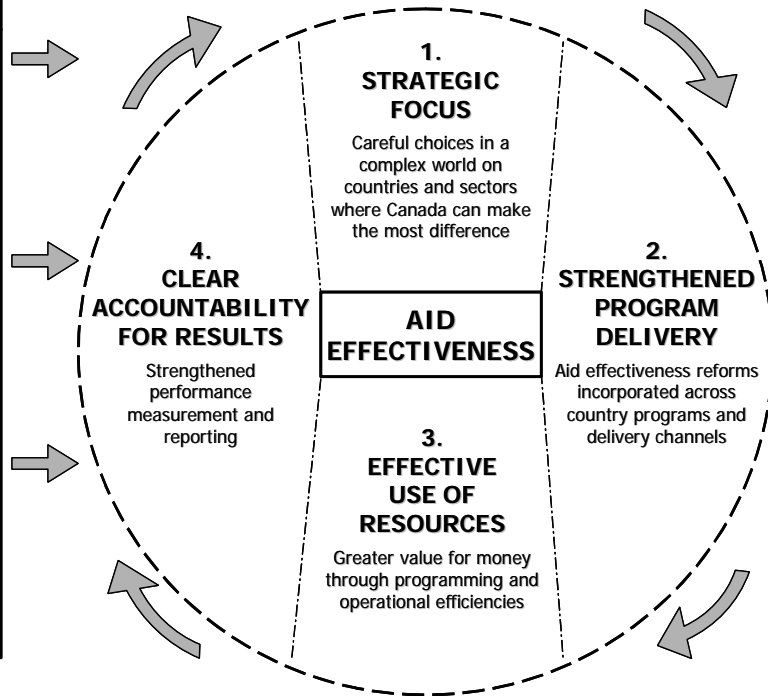 1.
STRATEGIC
FOCUS
Careful choices in a
complex world on
countries and sectors
where Canada can make
the most difference
2.
STRENGTHENED
PROGRAM
DELIVERY
Aid effectiveness reforms
incorporated across
country programs and
delivery channels
3.
EFFECTIVE
USE OF
RESOURCES
Greater value for money
through programming and
operational efficiencies
4.
CLEAR
ACCOUNTABILITY
FOR RESULTS
Strengthened
performance
measurement and
reporting
AID
EFFECTIVENESS